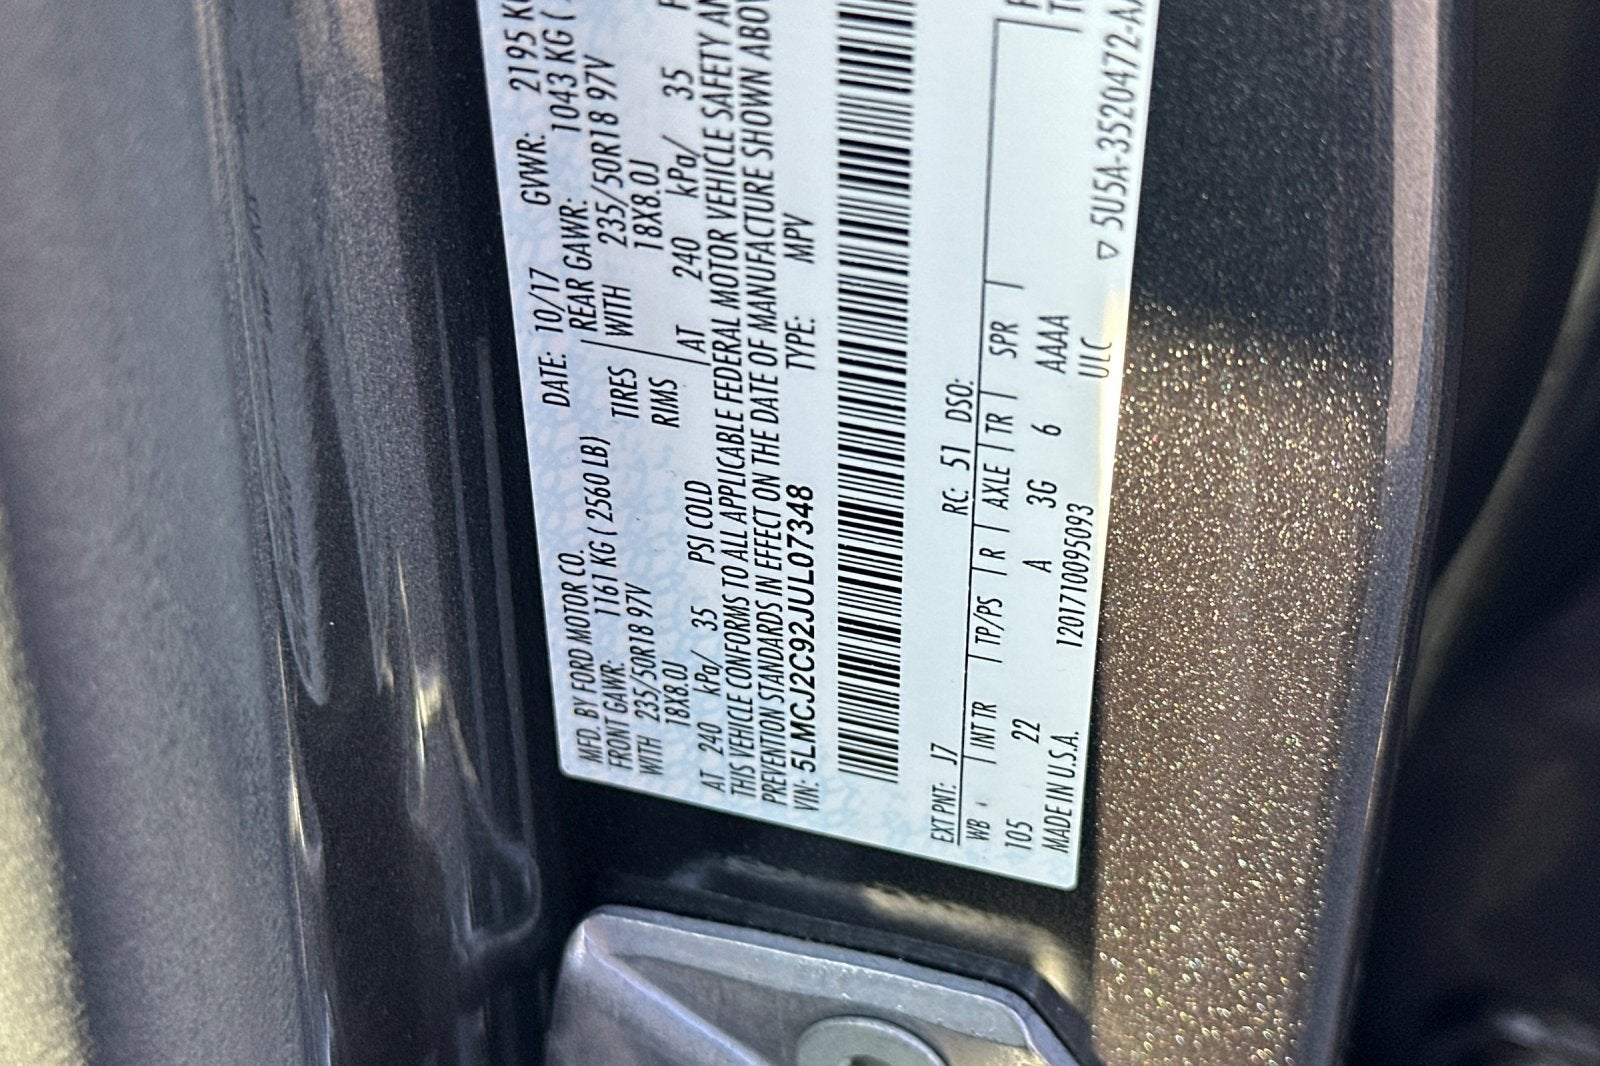 MFD. BY FORD MOTOR CO.
DATE: 10/17 GVWR: 2195 KG
FRONT GAWR: 1161 KG ( 2560 LB)
REAR GAWR: 1043 KG (
WITH 235/50R18 97V TIRES WITH 235/50R18 97V
18X8.0J RIMS 18X8.0J
AT 240 kPa/ 35 PSI COLD AT 240 kPa/ 35
THIS VEHICLE CONFORMS TO ALL APPLICABLE FEDERAL MOTOR VEHICLE SAFETY
PREVENTION STANDARDS IN EFFECT ON THE DATE OF MANUFACTURE SHOWN ABOV
VIN: 5LMCJ2C92JUL07348 TYPE: MPV
EXT PNT: J7 RC: 51 DSO:
WB INT TR TP/PS R AXLE TR SPR
105 22 A 3G 6 AAAA
MADE IN U.S.A. 1201710095093 ULC
▽ 5U5A-3520472-A